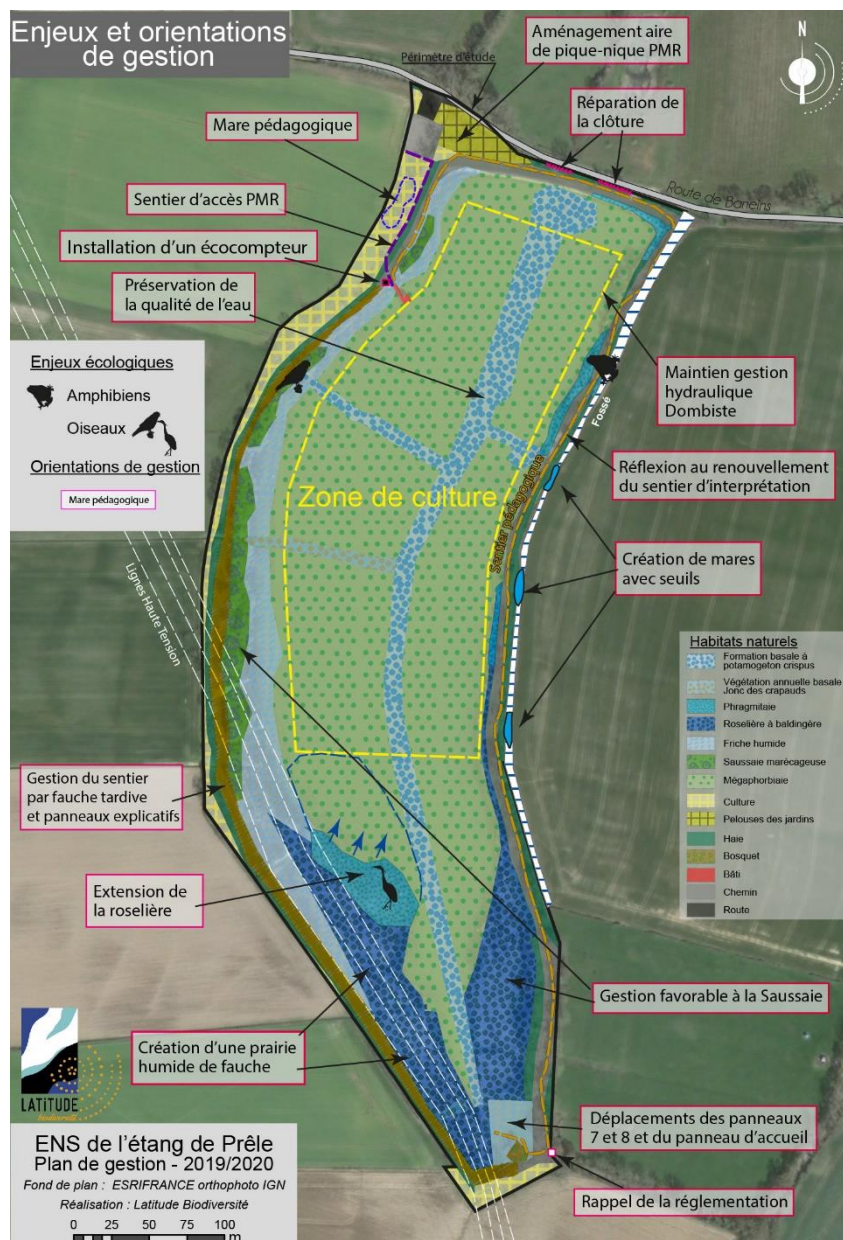 Enjeux et orientations
de gestion
Périmètre d'étude
Aménagement aire
de pique-nique PMR
N
Réparation de
la clôture
Route de Baneins
Mare pédagogique
Sentier d'accès PMR
Installation d'un écocompteur
Préservation de
la qualité de l'eau
Enjeux écologiques
Amphibiens
Oiseaux
Orientations de gestion
Mare pédagogique
Lignes Haute Tension
Zone de culture
Sentier pédagogique
Fossé
Maintien gestion
hydraulique
Dombiste
Réflexion au renouvellement
du sentier d'interprétation
Création de mares
avec seuils
Habitats naturels
Formation basale à
potamogeton crispus
Végétation annuelle basale
Jonc des crapauds
Phragmitaie
Roselière à baldingère
Friche humide
Saussaie marécageuse
Mégaphorbiaie
Culture
Pelouses des jardins
Haie
Bosquet
Bâti
Chemin
Route
Gestion du sentier
par fauche tardive
et panneaux explicatifs
Extension de
la roselière
Gestion favorable à la Saussaie
Création d'une prairie
humide de fauche
Déplacements des panneaux
7 et 8 et du panneau d'accueil
Rappel de la réglementation
LATITUDE
biodiversité
ENS de l'étang de Prêle
Plan de gestion - 2019/2020
Fond de plan : ESRIFRANCE orthophoto IGN
Réalisation : Latitude Biodiversité
0 25 50 75 100
m